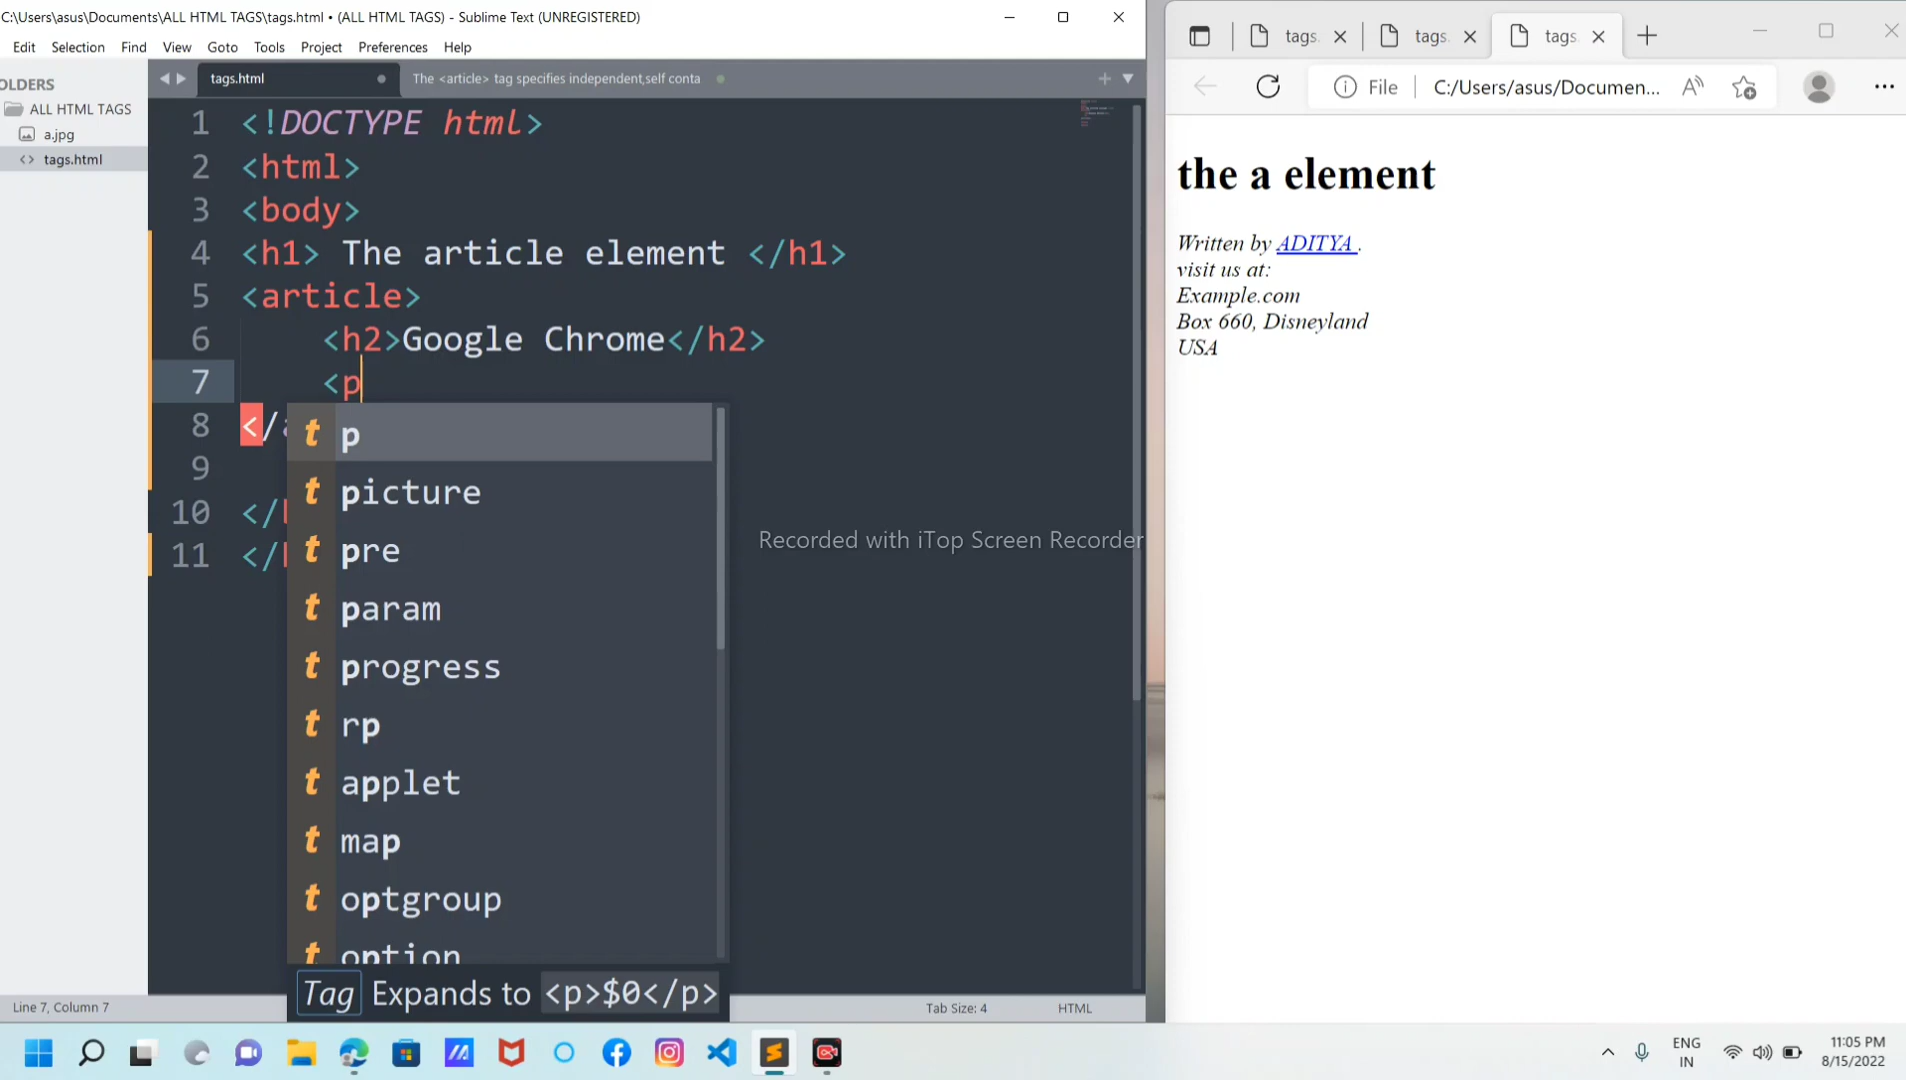 C:\Users\asus\Documents\ALL HTML TAGS\tags.html • (ALL HTML TAGS) - Sublime Text (UNREGISTERED)
Edit Selection Find View Goto Tools Project Preferences Help
OLDERS
ALL HTML TAGS
a.jpg
<> tags.html
tags.html
The <article> tag specifies independent,self conta
1 <!DOCTYPE html>
2 <html>
3 <body>
4 <h1> The article element </h1>
5 <article>
6 <h2>Google Chrome</h2>
7 <p
8 </a
9
10 </
11 </
t p
t picture
t pre
t param
t progress
t rp
t applet
t map
t optgroup
t option
Tag Expands to <p>$0</p>
Recorded with iTop Screen Recorder
Line 7, Column 7
Tab Size: 4
HTML
tags.
tags.
tags.
File
C:/Users/asus/Documen...
the a element
Written by ADITYA .
visit us at:
Example.com
Box 660, Disneyland
USA
ENG
IN
11:05 PM
8/15/2022